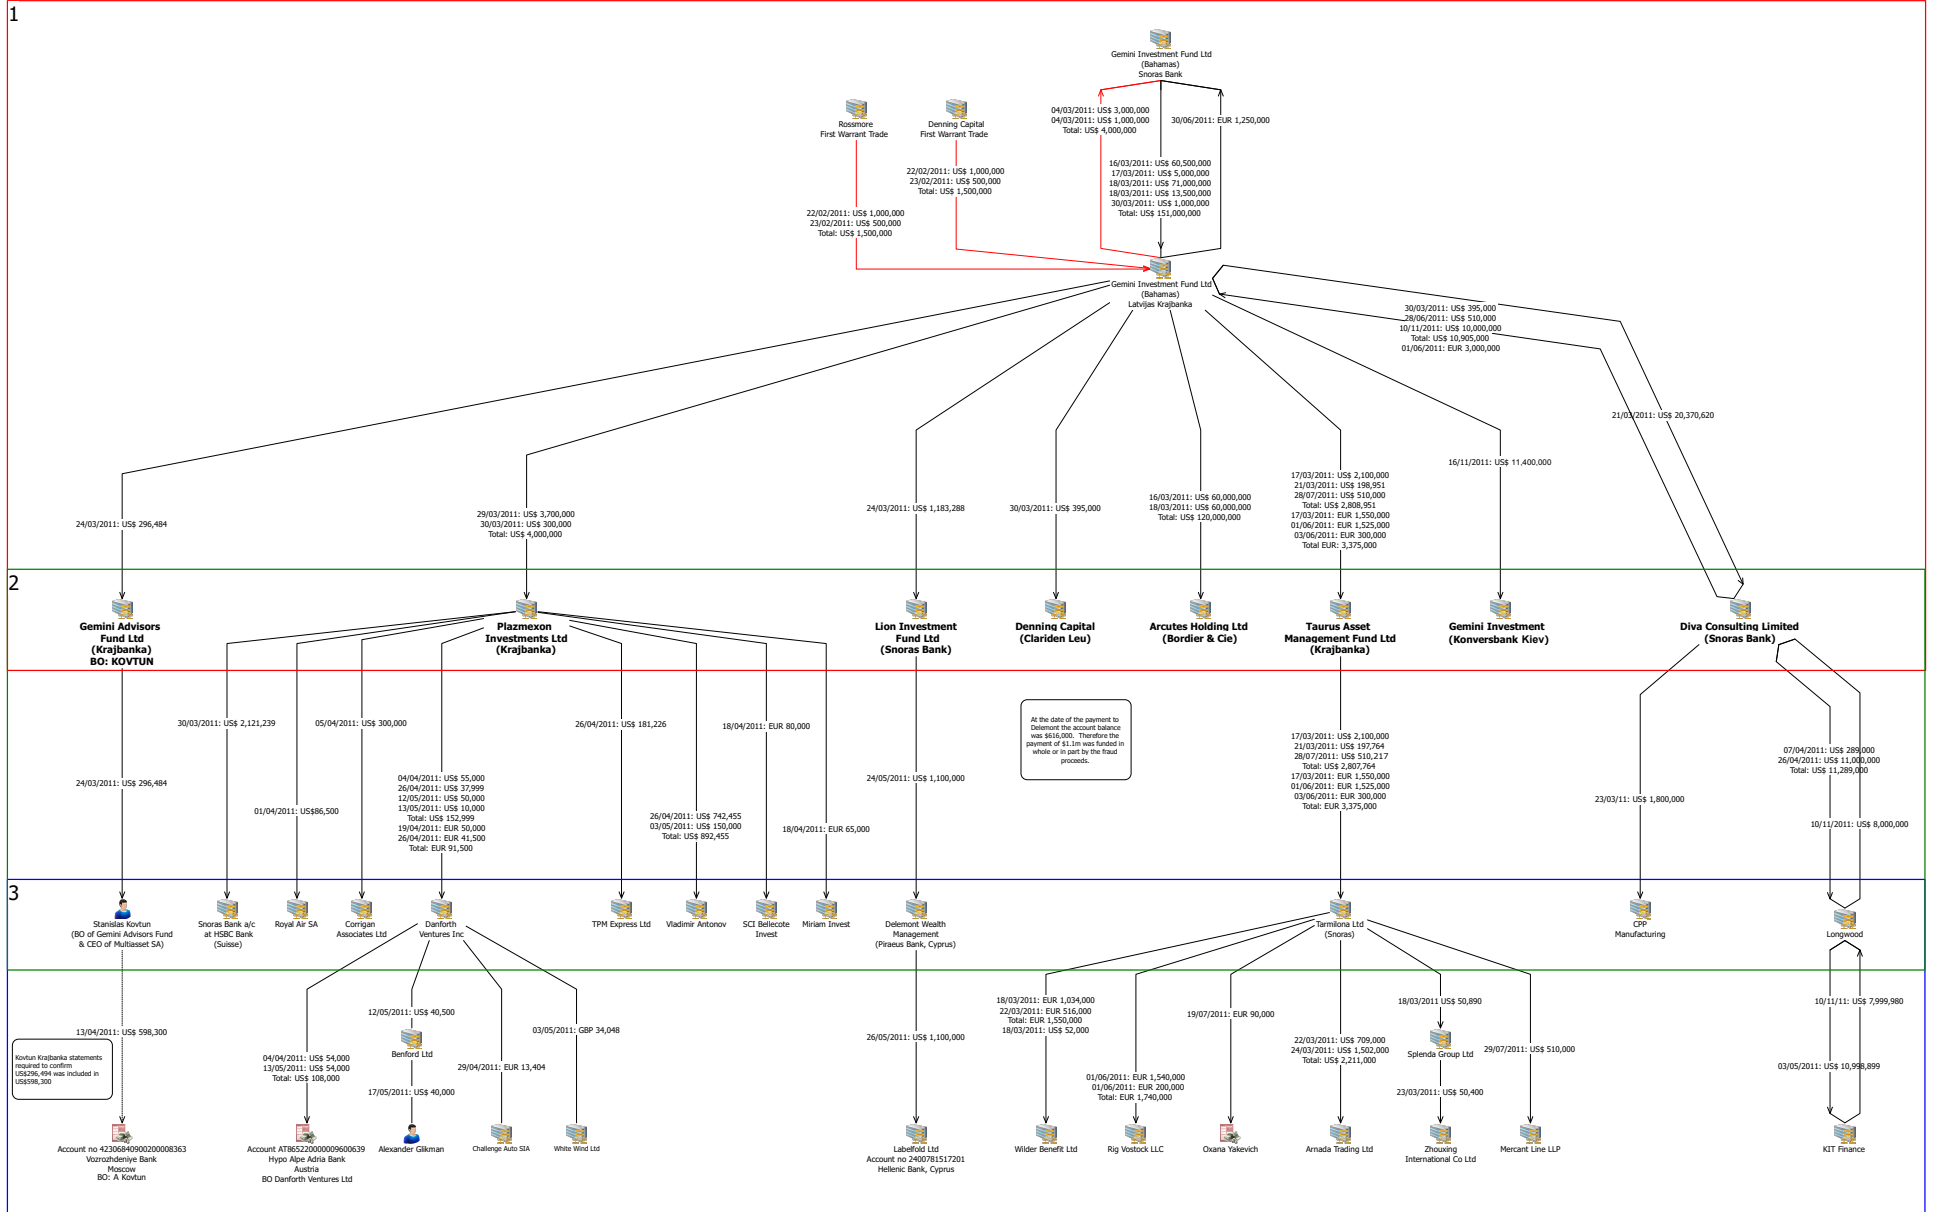 1
Gemini Investment Fund Ltd
(Bahamas)
Snoras Bank
Rossmore
First Warrant Trade
Denning Capital
First Warrant Trade
04/03/2011: US$ 3,000,000
04/03/2011: US$ 1,000,000
Total: US$ 4,000,000
30/06/2011: EUR 1,250,000
16/03/2011: US$ 60,500,000
17/03/2011: US$ 5,000,000
18/03/2011: US$ 71,000,000
18/03/2011: US$ 13,500,000
30/03/2011: US$ 1,000,000
Total: US$ 151,000,000
22/02/2011: US$ 1,000,000
23/02/2011: US$ 500,000
Total: US$ 1,500,000
22/02/2011: US$ 1,000,000
23/02/2011: US$ 500,000
Total: US$ 1,500,000
Gemini Investment Fund Ltd
(Bahamas)
Latvijas Krajbanka
30/03/2011: US$ 395,000
28/06/2011: US$ 510,000
10/11/2011: US$ 10,000,000
Total: US$ 10,905,000
01/06/2011: EUR 3,000,000
21/03/2011: US$ 20,370,620
24/03/2011: US$ 296,484
29/03/2011: US$ 3,700,000
30/03/2011: US$ 300,000
Total: US$ 4,000,000
24/03/2011: US$ 1,183,288
30/03/2011: US$ 395,000
16/03/2011: US$ 60,000,000
18/03/2011: US$ 60,000,000
Total: US$ 120,000,000
17/03/2011: US$ 2,100,000
21/03/2011: US$ 198,951
28/07/2011: US$ 510,000
Total: US$ 2,808,951
17/03/2011: EUR 1,550,000
01/06/2011: EUR 1,525,000
03/06/2011: EUR 300,000
Total EUR: 3,375,000
16/11/2011: US$ 11,400,000
2
Gemini Advisors
Fund Ltd
(Krajbanka)
BO: KOVTUN
Plazmexon
Investments Ltd
(Krajbanka)
Lion Investment
Fund Ltd
(Snoras Bank)
Denning Capital
(Clariden Leu)
Arcutes Holding Ltd
(Bordier & Cie)
Taurus Asset
Management Fund Ltd
(Krajbanka)
Gemini Investment
(Konversbank Kiev)
Diva Consulting Limited
(Snoras Bank)
24/03/2011: US$ 296,484
30/03/2011: US$ 2,121,239
01/04/2011: US$86,500
05/04/2011: US$ 300,000
04/04/2011: US$ 55,000
26/04/2011: US$ 37,999
12/05/2011: US$ 50,000
13/05/2011: US$ 10,000
Total: US$ 152,999
19/04/2011: EUR 50,000
26/04/2011: EUR 41,500
Total: EUR 91,500
26/04/2011: US$ 181,226
26/04/2011: US$ 742,455
03/05/2011: US$ 150,000
Total: US$ 892,455
18/04/2011: EUR 80,000
18/04/2011: EUR 65,000
24/05/2011: US$ 1,100,000
At the date of the payment to
Delemont the account balance
was $616,000. Therefore the
payment of $1.1m was funded in
whole or in part by the fraud
proceeds.
17/03/2011: US$ 2,100,000
21/03/2011: US$ 197,764
28/07/2011: US$ 510,217
Total: US$ 2,807,764
17/03/2011: EUR 1,550,000
01/06/2011: EUR 1,525,000
03/06/2011: EUR 300,000
Total: EUR 3,375,000
23/03/11: US$ 1,800,000
07/04/2011: US$ 289,000
26/04/2011: US$ 11,000,000
Total: US$ 11,289,000
10/11/2011: US$ 8,000,000
3
Stanislas Kovtun
(BO of Gemini Advisors Fund
& CEO of Multiasset SA)
Snoras Bank a/c
at HSBC Bank
(Suisse)
Royal Air SA
Corrigan
Associates Ltd
Danforth
Ventures Inc
TPM Express Ltd
Vladimir Antonov
SCI Bellecote
Invest
Miriam Invest
Delemont Wealth
Management
(Piraeus Bank, Cyprus)
Tarmilona Ltd
(Snoras)
CPP
Manufacturing
Longwood
13/04/2011: US$ 598,300
Kovtun Krajbanka statements
required to confirm
US$296,494 was included in
US$598,300
04/04/2011: US$ 54,000
13/05/2011: US$ 54,000
Total: US$ 108,000
12/05/2011: US$ 40,500
Benford Ltd
17/05/2011: US$ 40,000
29/04/2011: EUR 13,404
03/05/2011: GBP 34,048
26/05/2011: US$ 1,100,000
18/03/2011: EUR 1,034,000
22/03/2011: EUR 516,000
Total: EUR 1,550,000
18/03/2011: US$ 52,000
01/06/2011: EUR 1,540,000
01/06/2011: EUR 200,000
Total: EUR 1,740,000
19/07/2011: EUR 90,000
22/03/2011: US$ 709,000
24/03/2011: US$ 1,502,000
Total: US$ 2,211,000
18/03/2011 US$ 50,890
Splenda Group Ltd
23/03/2011: US$ 50,400
29/07/2011: US$ 510,000
10/11/11: US$ 7,999,980
03/05/2011: US$ 10,998,899
Account no 42306840900200008363
Vozrozhdeniye Bank
Moscow
BO: A Kovtun
Account AT865220000009600639
Hypo Alpe Adria Bank
Austria
BO Danforth Ventures Ltd
Alexander Glikman
Challenge Auto SIA
White Wind Ltd
Labelfold Ltd
Account no 2400781517201
Hellenic Bank, Cyprus
Wilder Benefit Ltd
Rig Vostock LLC
Oxana Yakevich
Arnada Trading Ltd
Zhouxing
International Co Ltd
Mercant Line LLP
KIT Finance